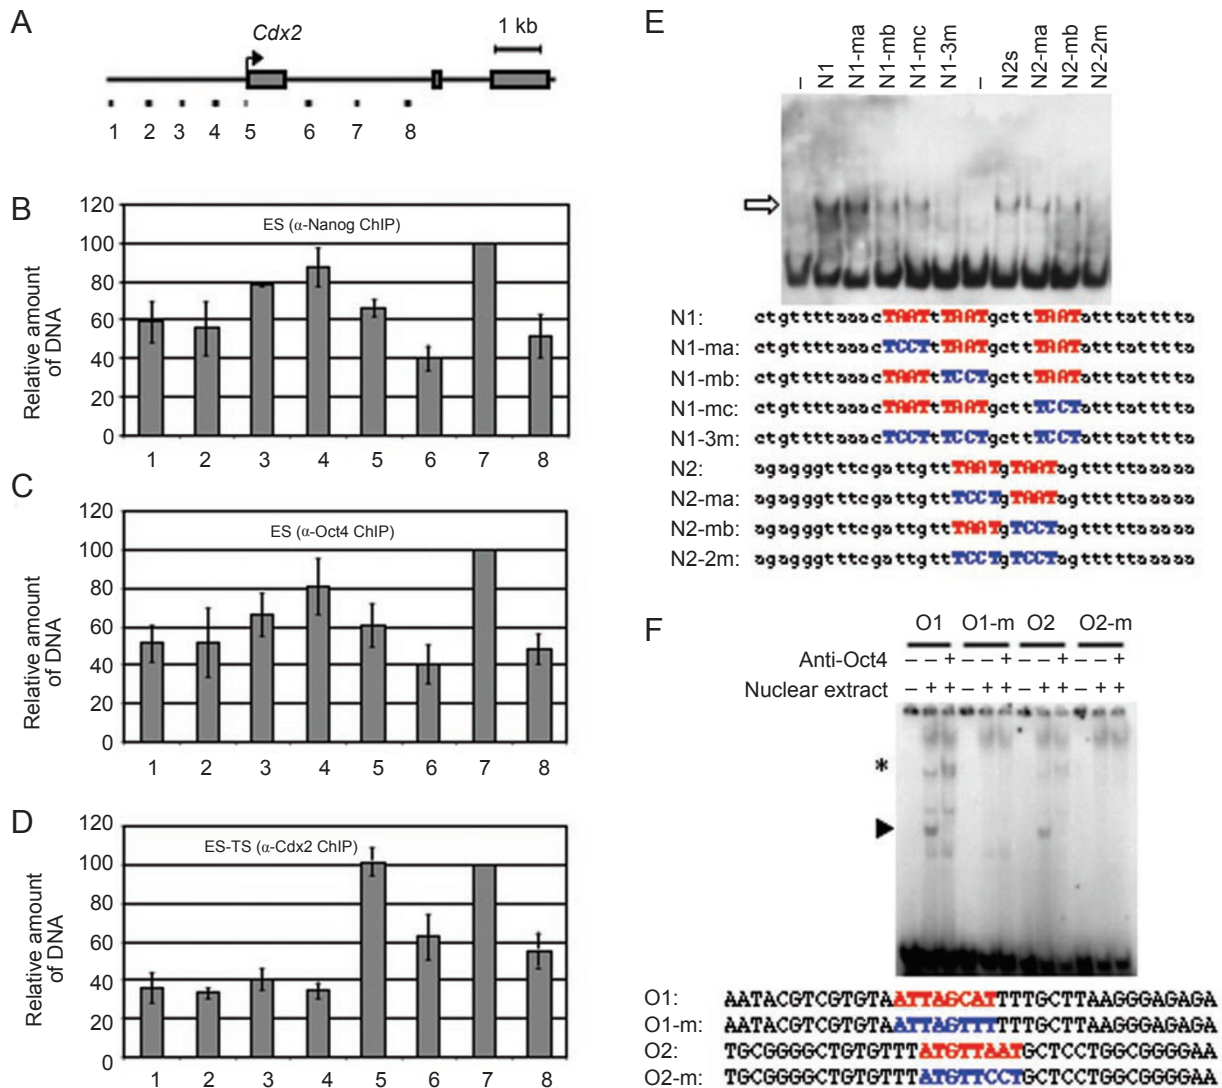 A
Cdx2
1 kb
1 2 3 4 5 6 7 8
B
ES (α-Nanog ChIP)
Relative amount
of DNA
120
100
80
60
40
20
0
1 2 3 4 5 6 7 8
C
ES (α-Oct4 ChIP)
Relative amount
of DNA
120
100
80
60
40
20
0
1 2 3 4 5 6 7 8
D
ES-TS (α-Cdx2 ChIP)
Relative amount
of DNA
120
100
80
60
40
20
0
1 2 3 4 5 6 7 8
E
– N1 N1-ma N1-mb N1-mc N1-3m – N2s N2-ma N2-mb N2-2m
N1: ctgttttaaacTAATtTAATgcttTAATatttatttta
N1-ma: ctgttttaaacTCCTtTAATgcttTAATatttatttta
N1-mb: ctgttttaaacTAATtTCCTgcttTAATatttatttta
N1-mc: ctgttttaaacTAATtTAATgcttTCCTatttatttta
N1-3m: ctgttttaaacTCCTtTCCTgcttTCCTatttatttta
N2: agagggtttcgattgttTAATgTAATagtttttaaaaa
N2-ma: agagggtttcgattgttTCCTgTAATagtttttaaaaa
N2-mb: agagggtttcgattgttTAATgTCCTagtttttaaaaa
N2-2m: agagggtttcgattgttTCCTgTCCTagtttttaaaaa
F
O1 O1-m O2 O2-m
Anti-Oct4 – – + – – + – – + – – +
Nuclear extract – + + – + + – + + – + +
*
O1: AATACGTCGTGTAAATTAGCATTTTGCTTAAGGGAGAGA
O1-m: AATACGTCGTGTAAATTAGTTTTTTGCTTAAGGGAGAGA
O2: TGCGGGGCTGTGTTTATGTTAATGCTCCTGGCGGGGAA
O2-m: TGCGGGGCTGTGTTTATGTTCCTGCTCCTGGCGGGGAA